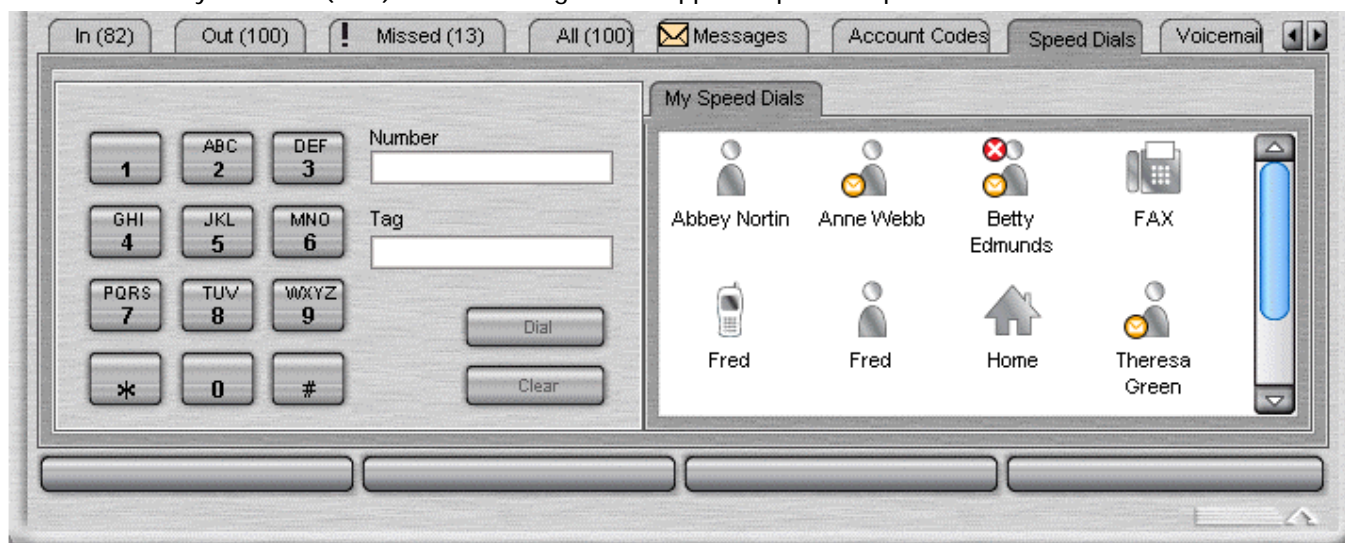 In (82) Out (100) ! Missed (13) All (100) Messages Account Codes Speed Dials Voicemail
My Speed Dials
Number
1 ABC 2 DEF 3
Tag
GHI 4 JKL 5 MNO 6
PQRS 7 TUV 8 WXYZ 9
* 0 #
Dial
Clear
Abbey Nortin Anne Webb Betty Edmunds FAX
Fred Fred Home Theresa Green